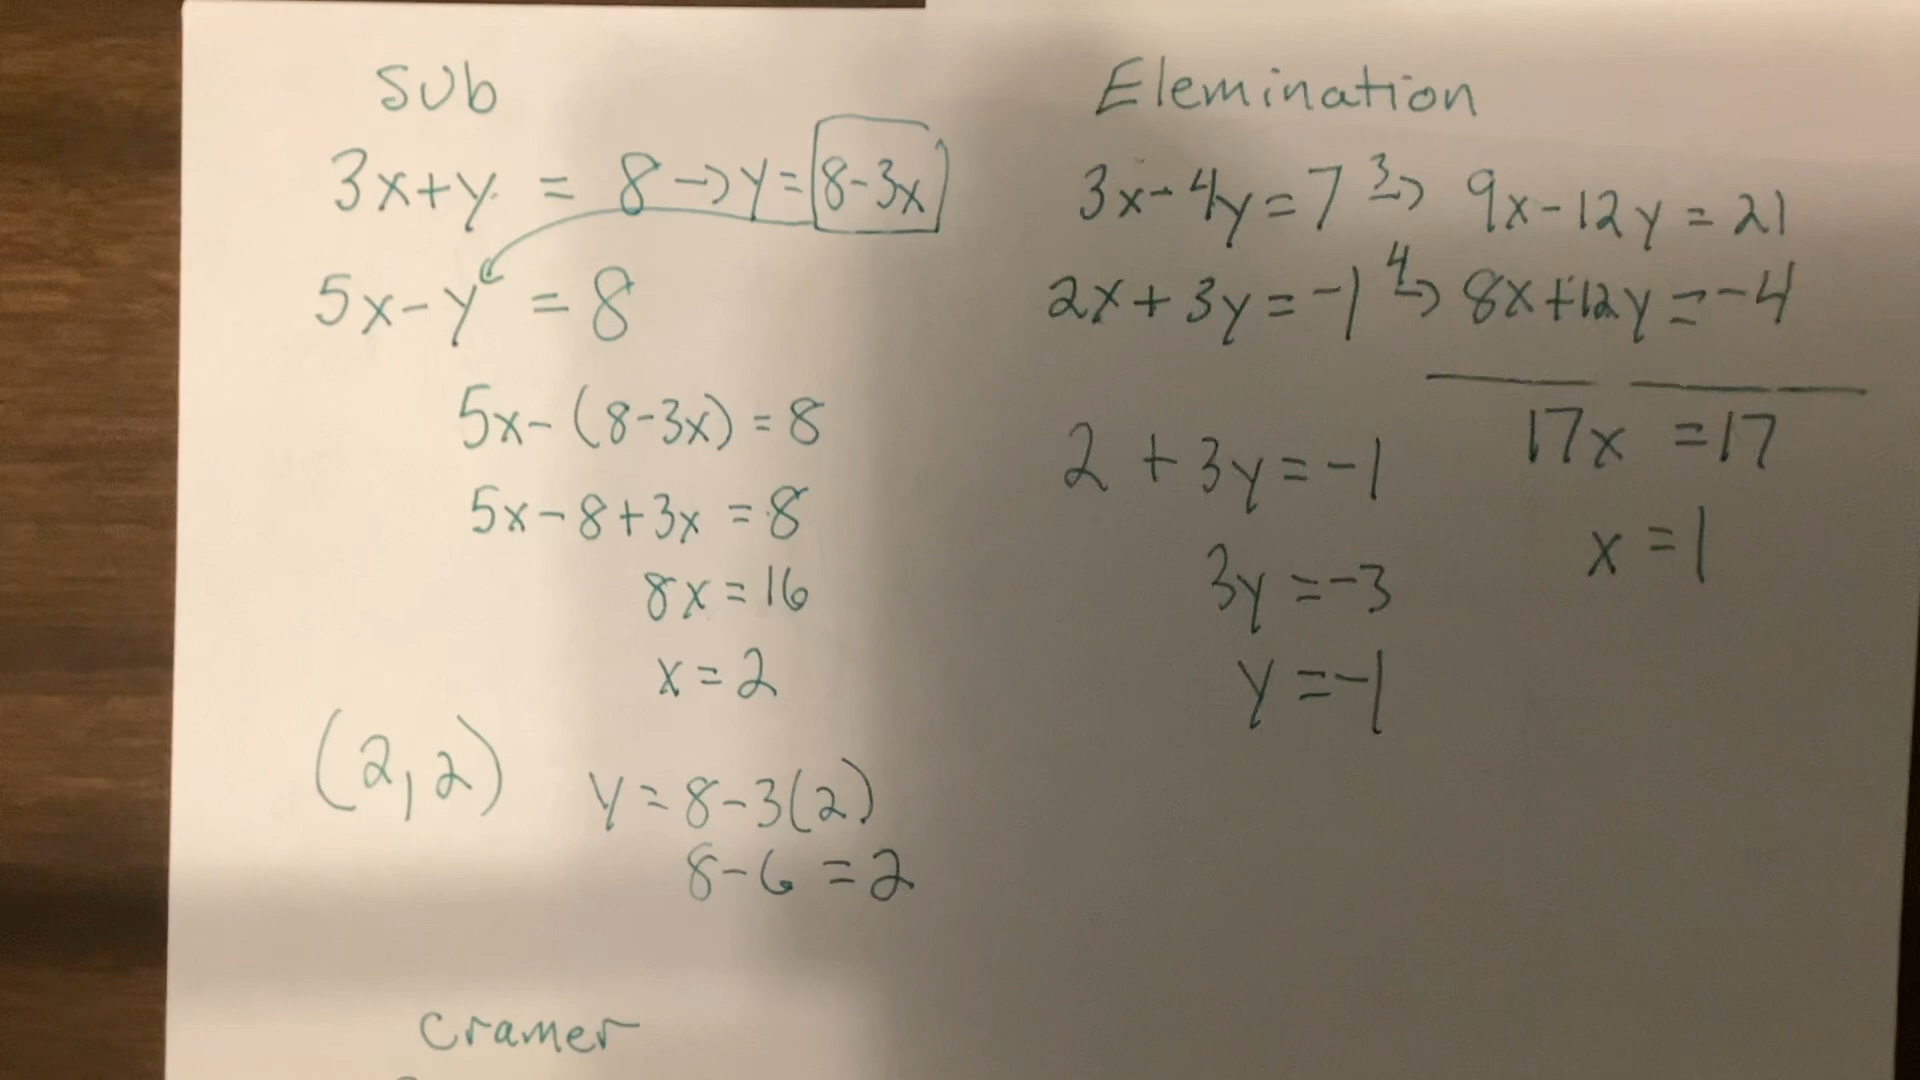 Sub
3x+y = 8 → y = 8-3x
5x-y = 8
5x-(8-3x) = 8
5x-8+3x = 8
8x = 16
x = 2
(2,2)
y = 8-3(2)
8-6 = 2
Cramer
Elemination
3x-4y=7 3→ 9x-12y=21
2x+3y=-1 4→ 8x+12y=-4
17x =17
x =1
2 +3y=-1
3y=-3
y=-1